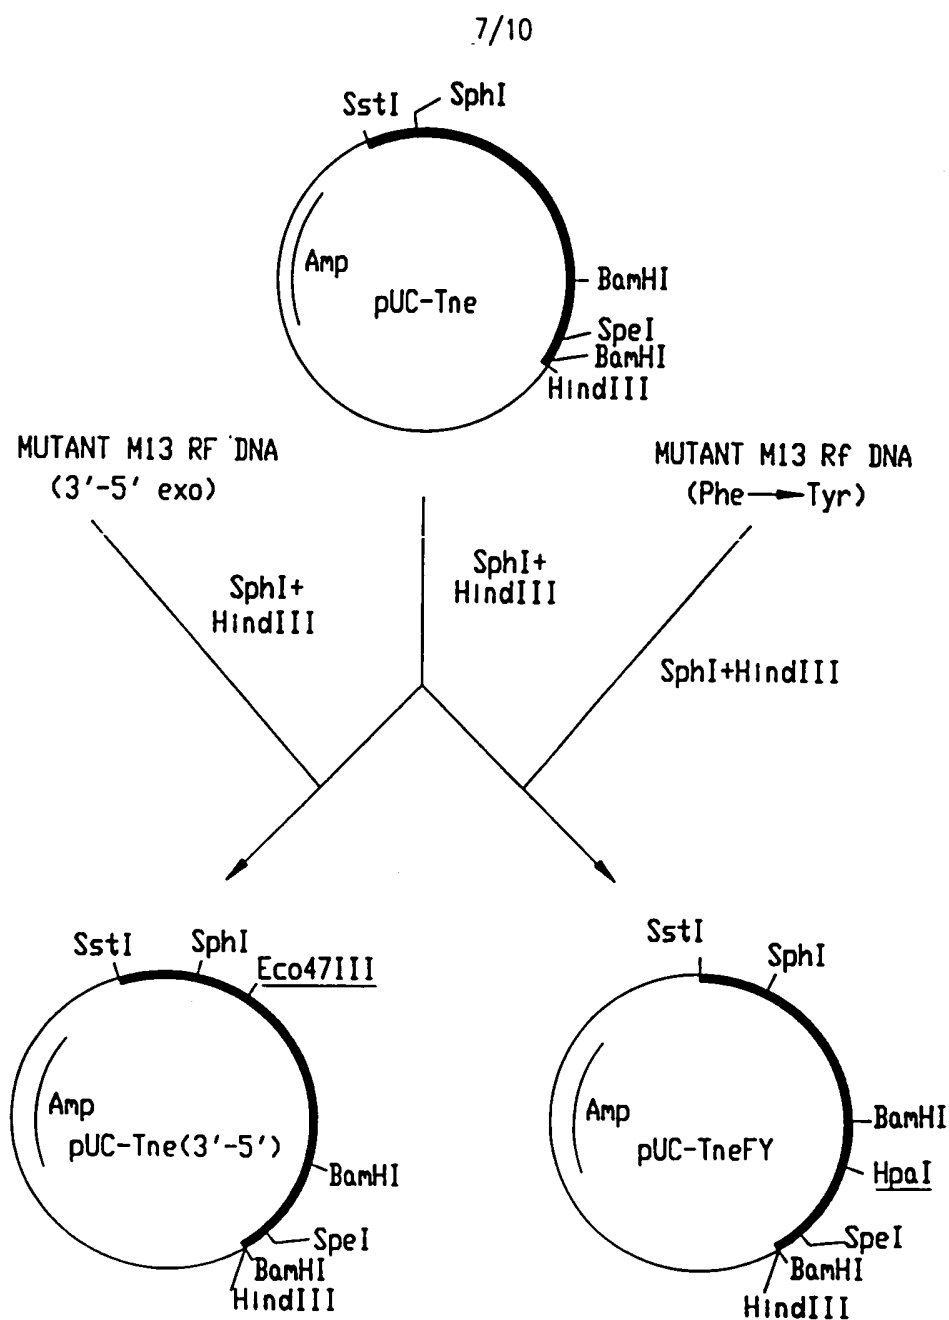 7/10
SstI
SphI
Amp
pUC-Tne
BamHI
SpeI
BamHI
HindIII
MUTANT M13 RF DNA
(3'-5' exo)
MUTANT M13 Rf DNA
(Phe→Tyr)
SphI+
HindIII
SphI+
HindIII
SphI+HindIII
SstI
SphI
Eco47III
Amp
pUC-Tne(3'-5')
BamHI
SpeI
BamHI
HindIII
SstI
SphI
Amp
pUC-TneFY
BamHI
HpaI
SpeI
BamHI
HindIII